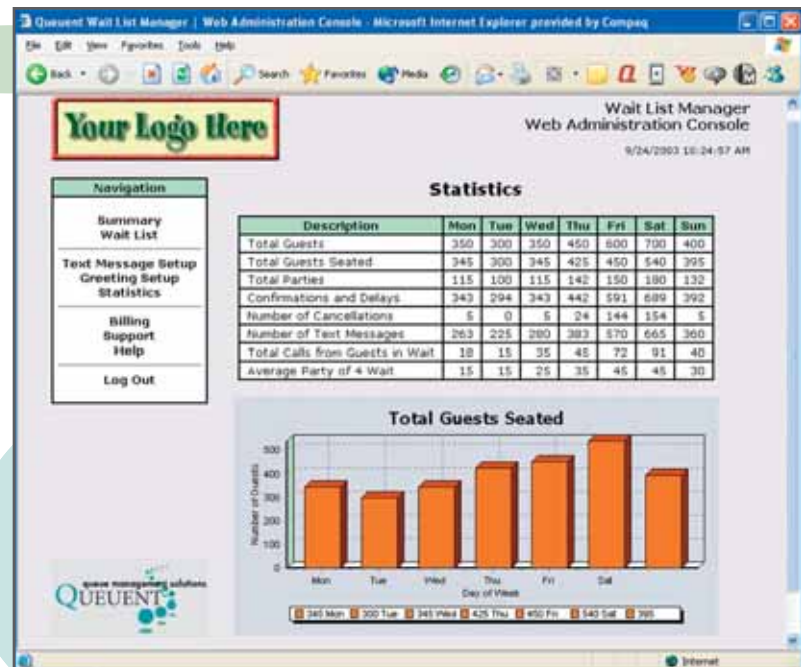 Queuent Wait List Manager | Web Administration Console - Microsoft Internet Explorer provided by Compaq
File Edit View Favorites Tools Help
Back Search Favorites Media
Your Logo Here
Wait List Manager
Web Administration Console
9/24/2003 10:24:57 AM
Navigation
Summary
Wait List
Text Message Setup
Greeting Setup
Statistics
Billing
Support
Help
Log Out
Statistics
Description Mon Tue Wed Thu Fri Sat Sun
Total Guests 350 300 350 450 600 700 400
Total Guests Seated 345 300 345 425 450 540 395
Total Parties 115 100 115 142 150 180 132
Confirmations and Delays 343 294 343 442 591 689 392
Number of Cancellations 5 0 5 24 144 154 5
Number of Text Messages 263 225 280 383 570 665 360
Total Calls from Guests in Wait 18 15 35 45 72 91 40
Average Party of 4 Wait 15 15 25 35 45 45 30
Total Guests Seated
Number of Guests
500
400
300
200
100
0
Mon Tue Wed Thu Fri Sat
Day of Week
345 Mon 300 Tue 345 Wed 425 Thu 450 Fri 540 Sat 395
queue management solutions
QUEUENT
Internet